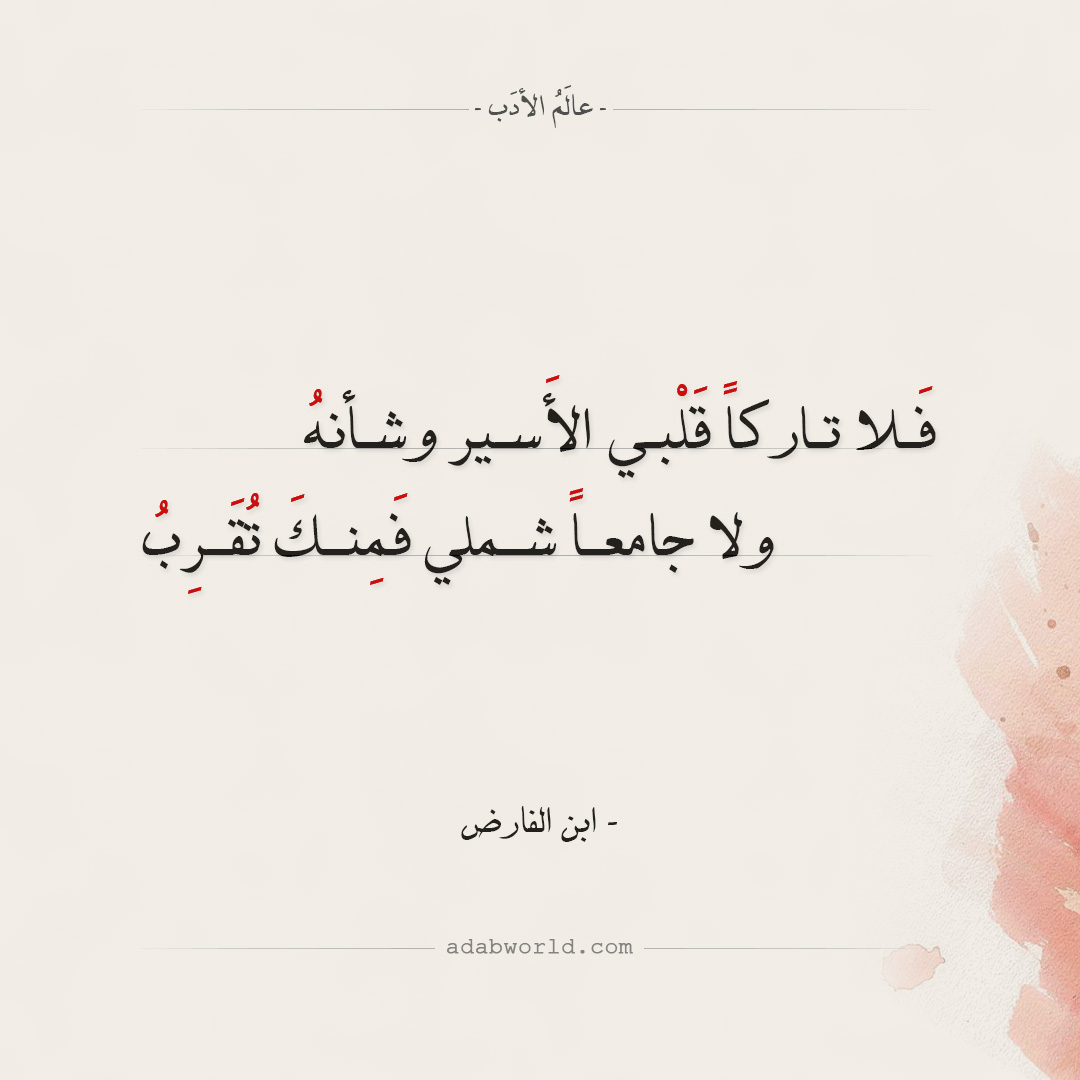 - عالَمُ الأدَب -
فَلا تاركاً قَلْبي الأَسير وشأنهُ
ولا جامعاً شملي فَمِنكَ تُقَرِبُ
- ابن الفارض
adabworld.com